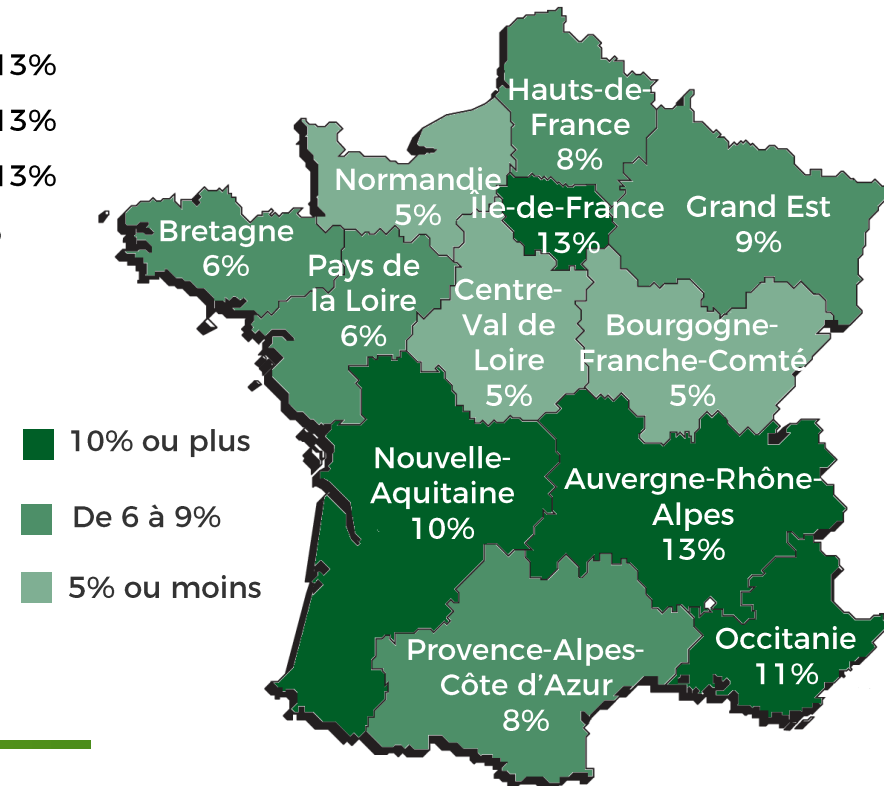 13%
13%
13%
Hauts-de-
France
8%
Normandie
5%
Île-de-France
13%
Grand Est
9%
Bretagne
6%
Pays de
la Loire
6%
Centre-
Val de
Loire
5%
Bourgogne-
Franche-Comté
5%
10% ou plus
De 6 à 9%
5% ou moins
Nouvelle-
Aquitaine
10%
Auvergne-Rhône-
Alpes
13%
Provence-Alpes-
Côte d’Azur
8%
Occitanie
11%